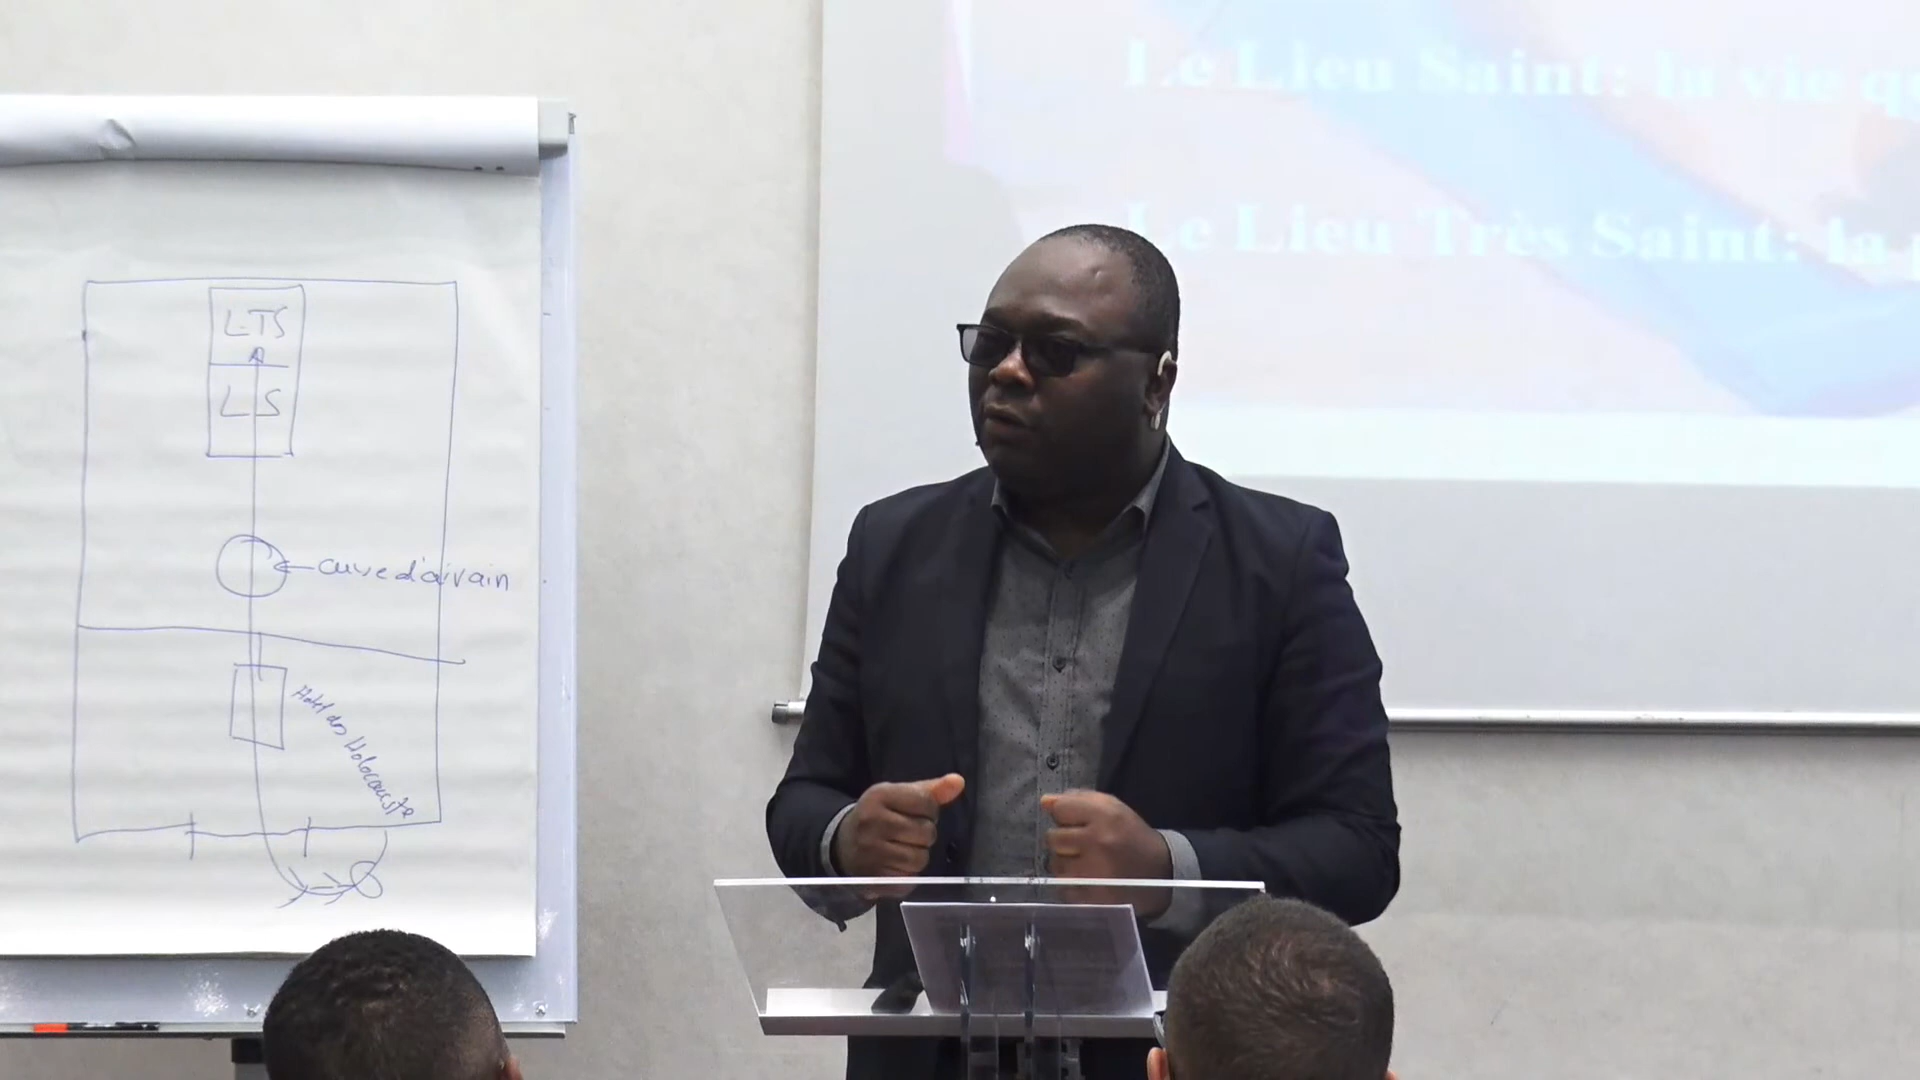 LTS
A
LS
cuve d'airain
Hotel des Holocauste
Le Lieu Saint: la vie
Le Lieu Très Saint: la